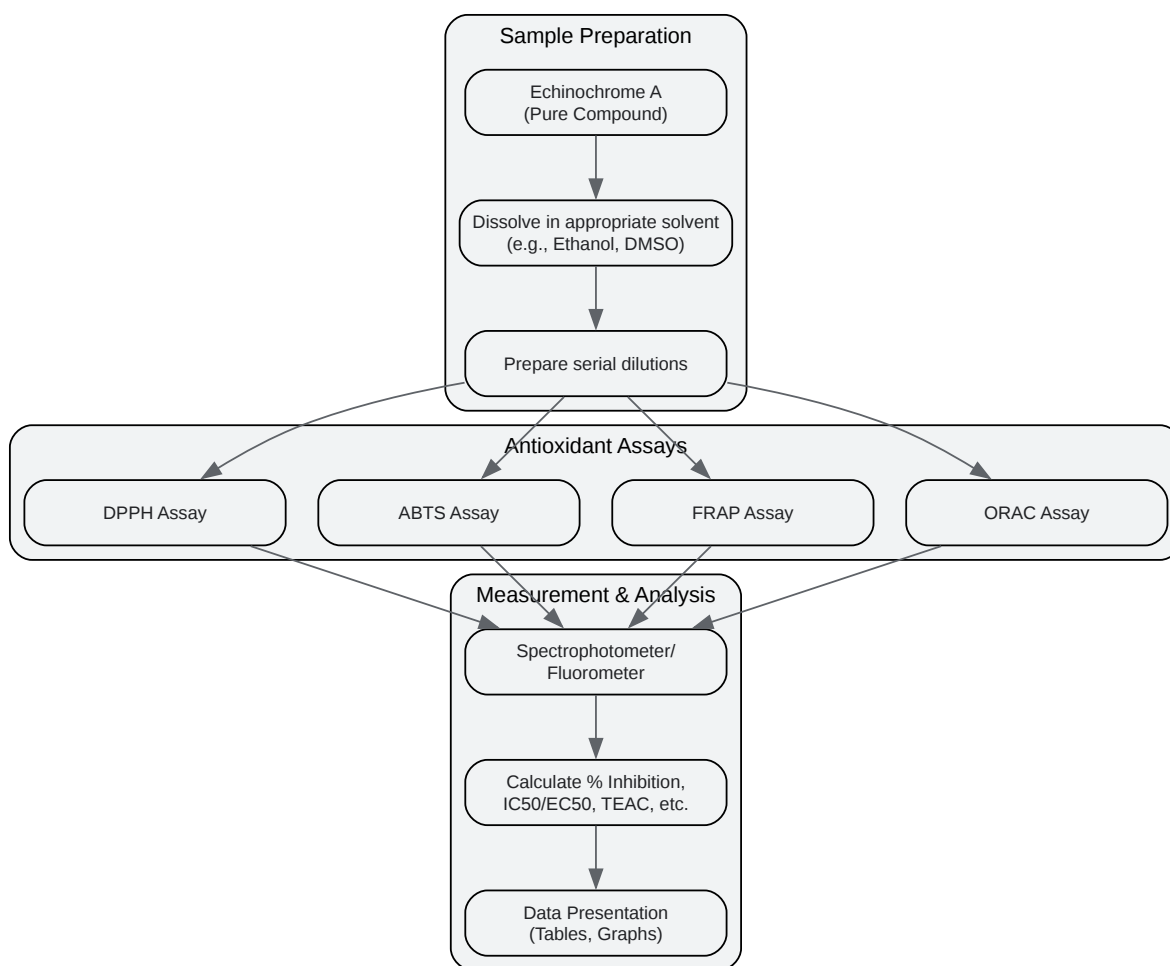 Sample Preparation
Echinochrome A
(Pure Compound)
Dissolve in appropriate solvent
(e.g., Ethanol, DMSO)
Prepare serial dilutions
Antioxidant Assays
DPPH Assay
ABTS Assay
FRAP Assay
ORAC Assay
Measurement & Analysis
Spectrophotometer/
Fluorometer
Calculate % Inhibition,
IC50/EC50, TEAC, etc.
Data Presentation
(Tables, Graphs)